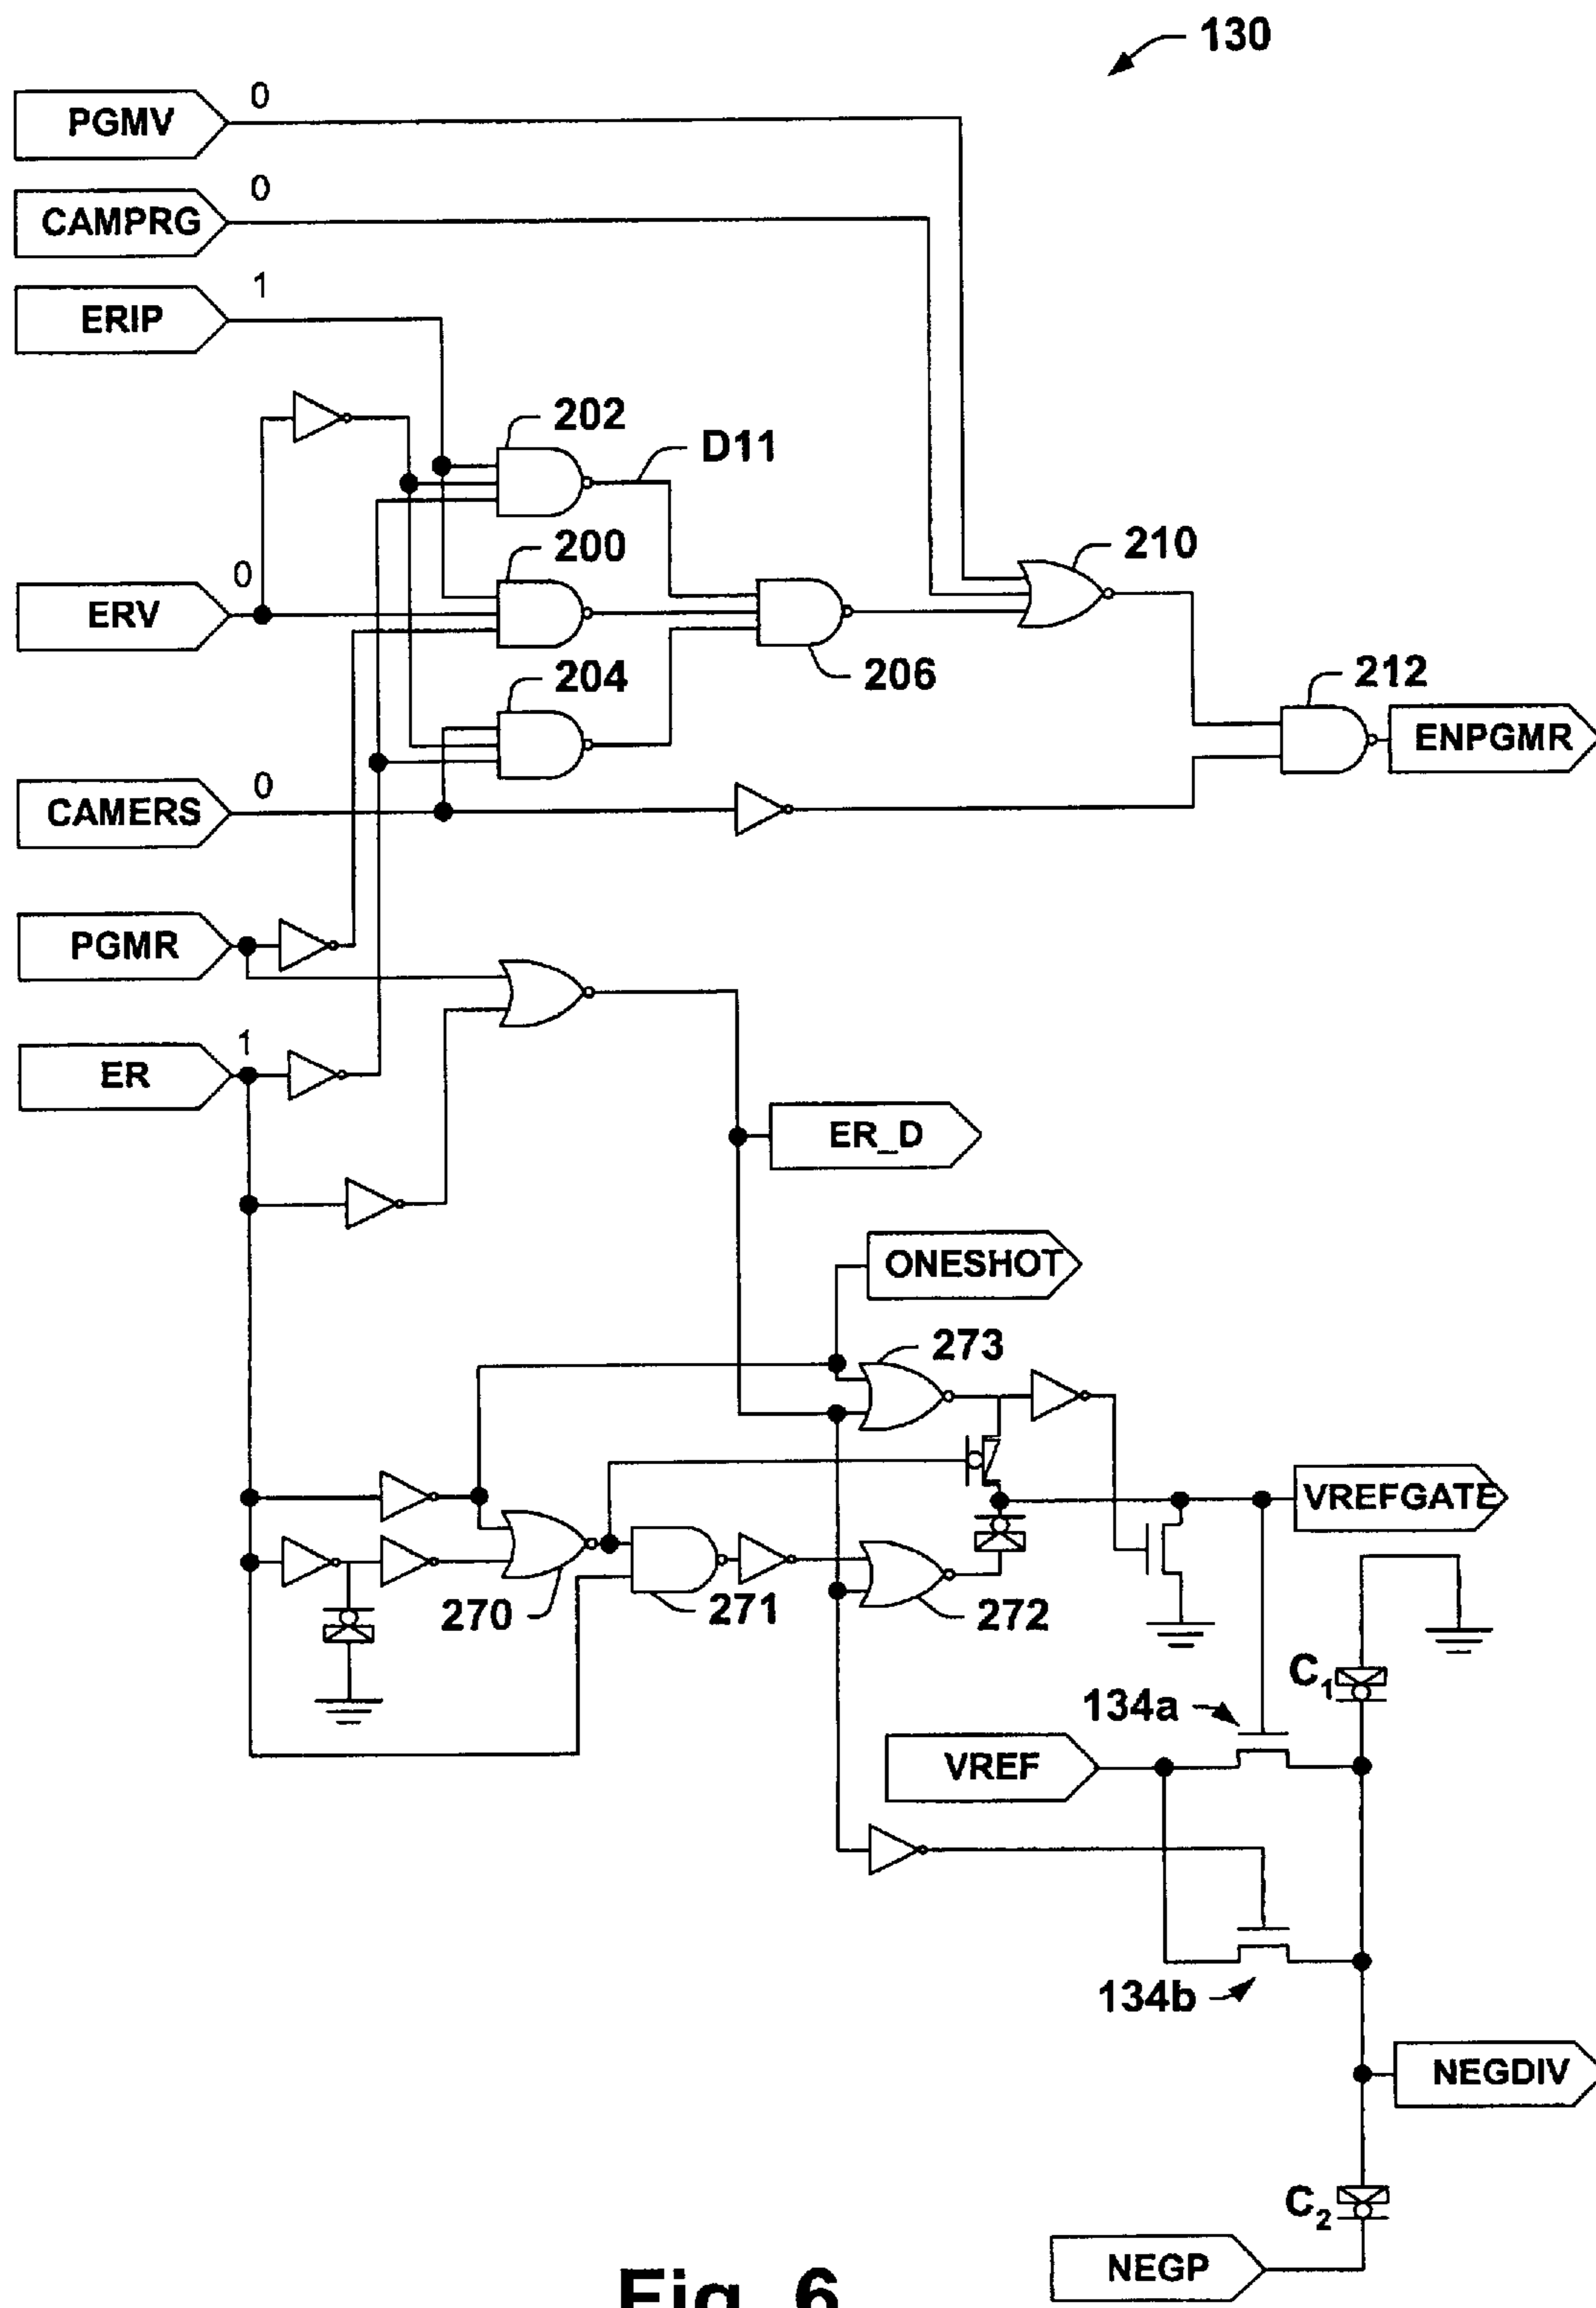 130
PGMV
0
CAMPRG
0
ERIP
1
202
D11
200
ERV
0
210
204
206
212
ENPGMR
CAMERS
0
PGMR
ER
1
ER_D
ONESHOT
273
VREFGATE
270
271
272
C1
134a
VREF
134b
NEGDIV
C2
NEGP
Fig. 6